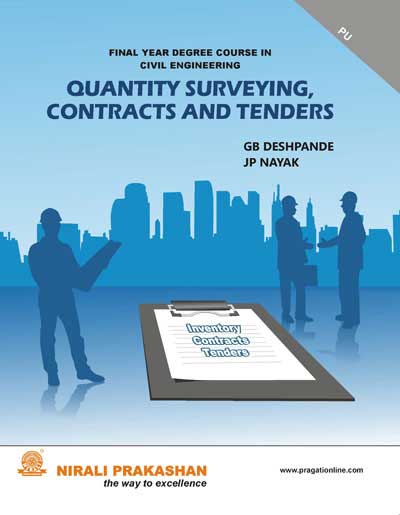 PU
FINAL YEAR DEGREE COURSE IN
CIVIL ENGINEERING
QUANTITY SURVEYING,
CONTRACTS AND TENDERS
GB DESHPANDE
JP NAYAK
Inventory
Contracts
Tenders
NIRALI PRAKASHAN
the way to excellence
www.pragationline.com